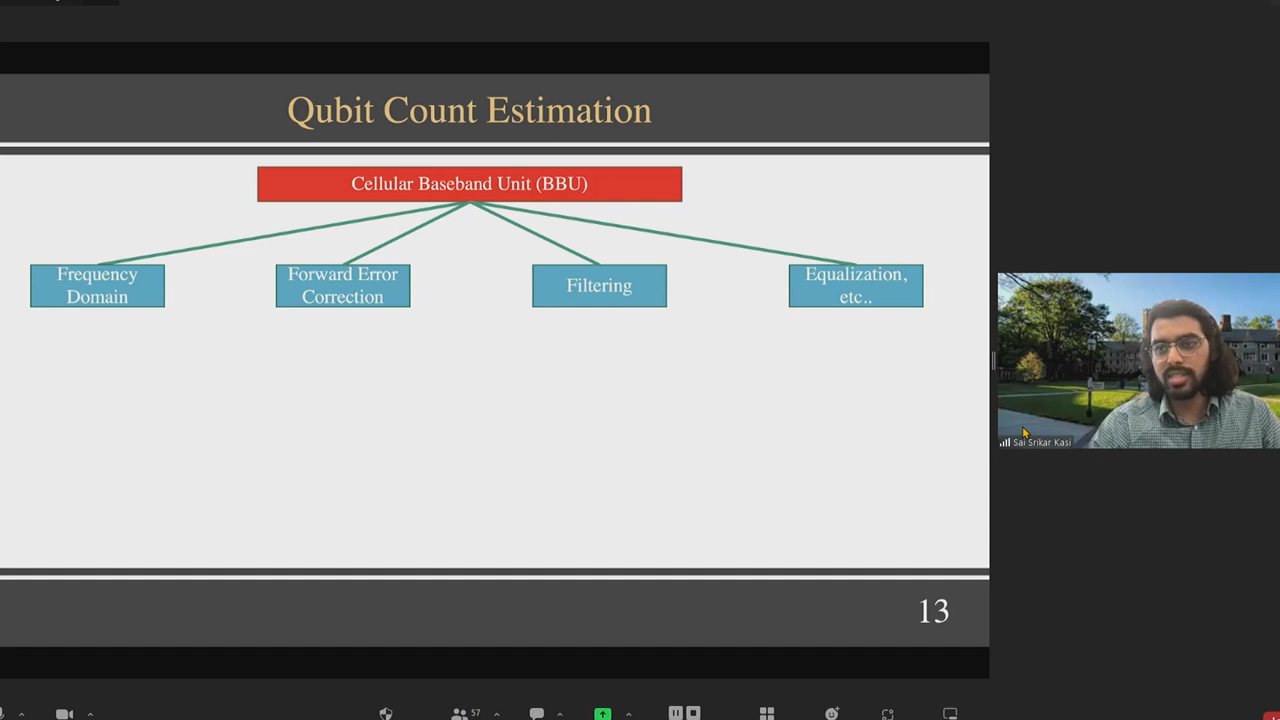 Qubit Count Estimation
Cellular Baseband Unit (BBU)
Frequency
Domain
Forward Error
Correction
Filtering
Equalization,
etc..
Sai Srikar Kasi
13
57